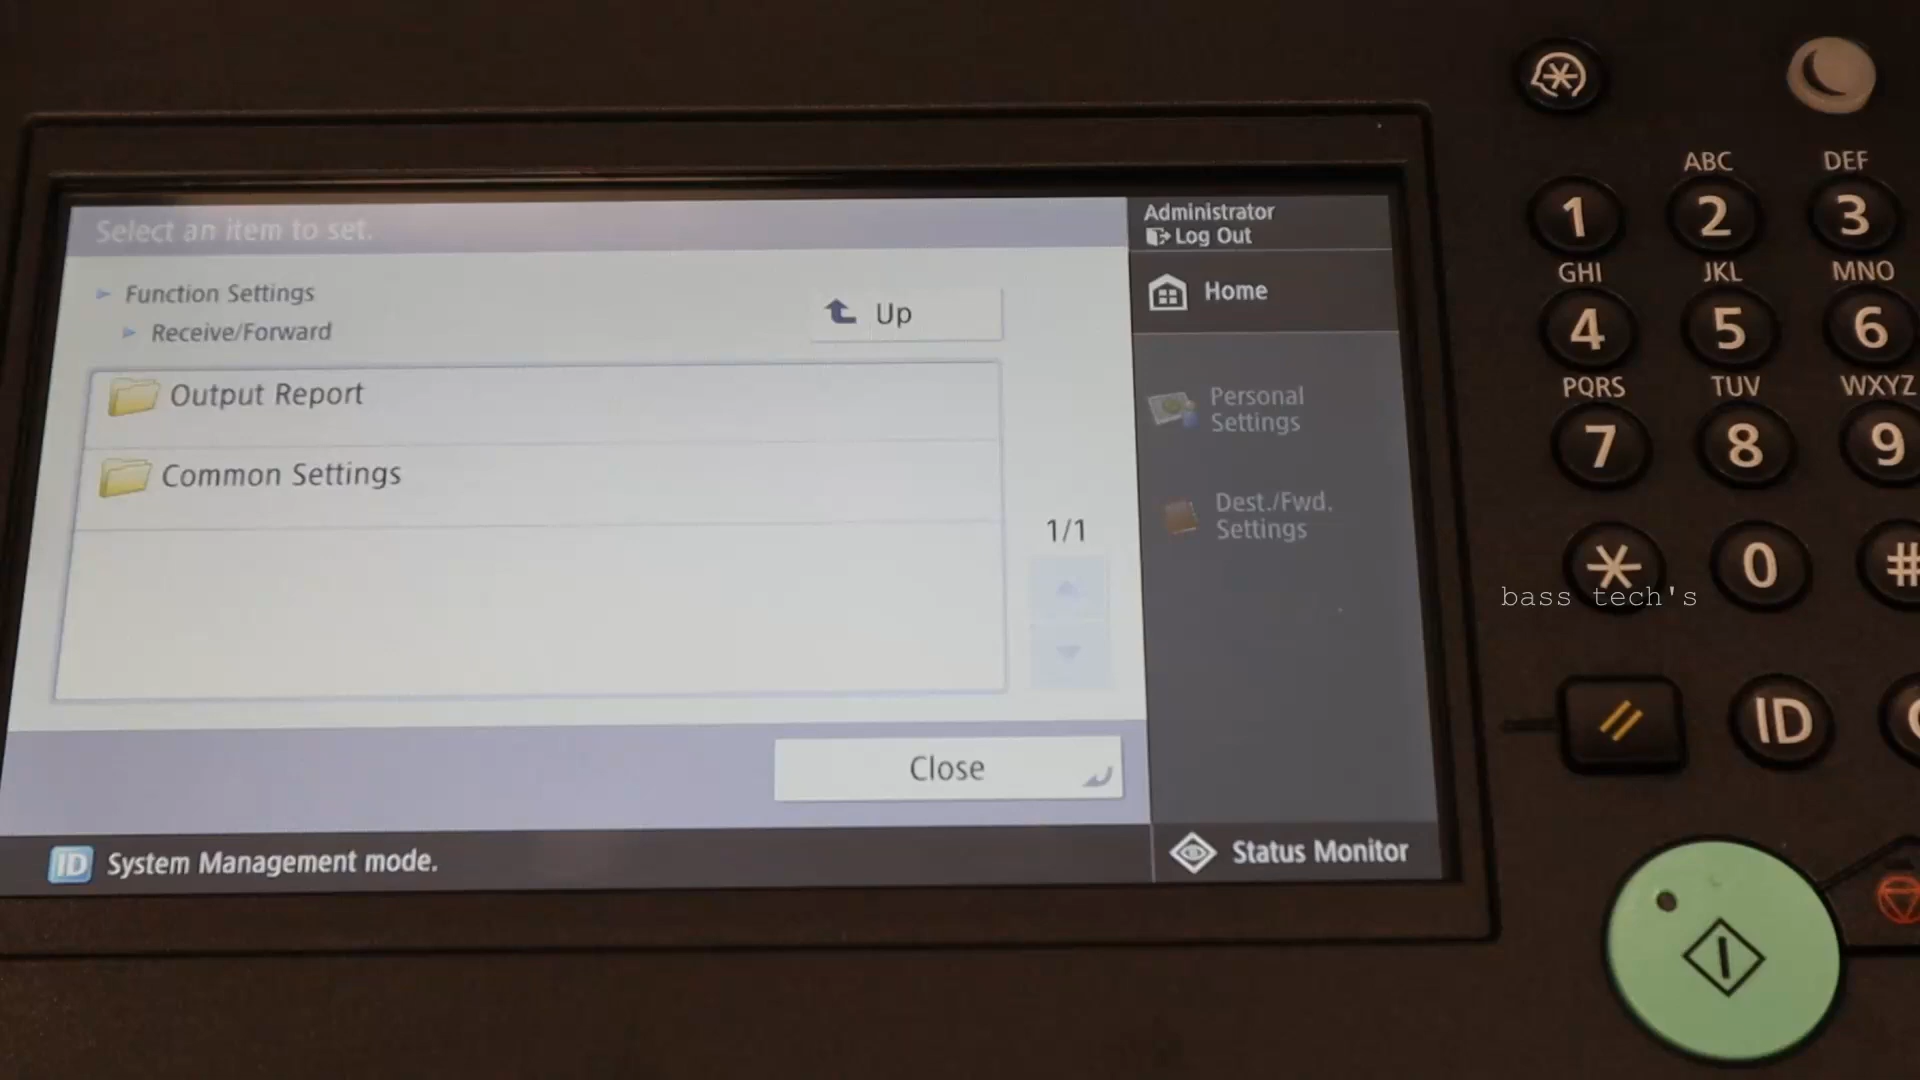 Select an item to set.
Administrator
Log Out
Function Settings
Receive/Forward
Up
Home
Output Report
Common Settings
Personal
Settings
Dest./Fwd.
Settings
1/1
Close
ID System Management mode.
Status Monitor
ABC
DEF
1
2
3
GHI
JKL
MNO
4
5
6
PQRS
TUV
WXYZ
7
8
9
*
0
#
bass tech's
ID